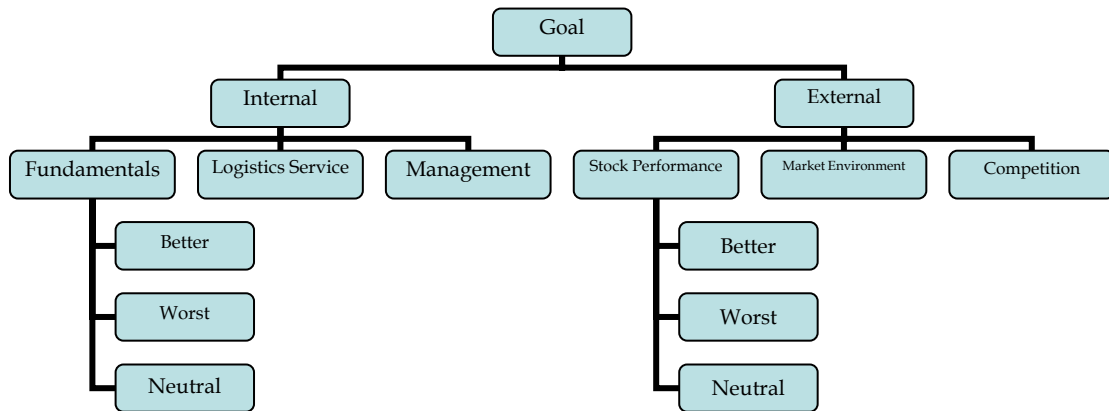 Goal
Internal
External
Fundamentals
Logistics Service
Management
Stock Performance
Market Environment
Competition
Better
Worst
Neutral
Better
Worst
Neutral